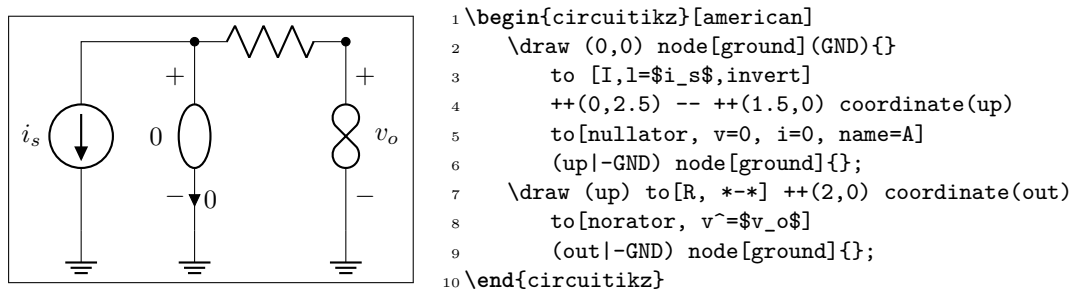 +
+
i_s
0
v_o
−
0
−
1 \begin{circuitikz}[american]
2 \draw (0,0) node[ground](GND){}
3 to [I,l=$i_s$,invert]
4 ++(0,2.5) -- ++(1.5,0) coordinate(up)
5 to[nullator, v=0, i=0, name=A]
6 (up|-GND) node[ground]{};
7 \draw (up) to[R, *-*] ++(2,0) coordinate(out)
8 to[norator, v^=$v_o$]
9 (out|-GND) node[ground]{};
10 \end{circuitikz}